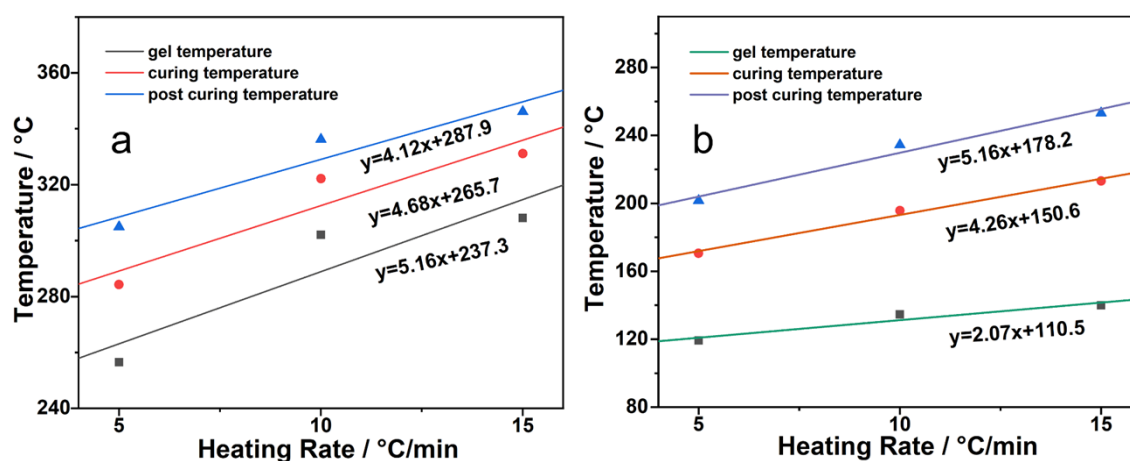 360
320
280
240
Temperature / °C
gel temperature
curing temperature
post curing temperature
a
y=4.12x+287.9
y=4.68x+265.7
y=5.16x+237.3
5
10
15
Heating Rate / °C/min
280
240
200
160
120
80
Temperature / °C
gel temperature
curing temperature
post curing temperature
b
y=5.16x+178.2
y=4.26x+150.6
y=2.07x+110.5
5
10
15
Heating Rate / °C/min